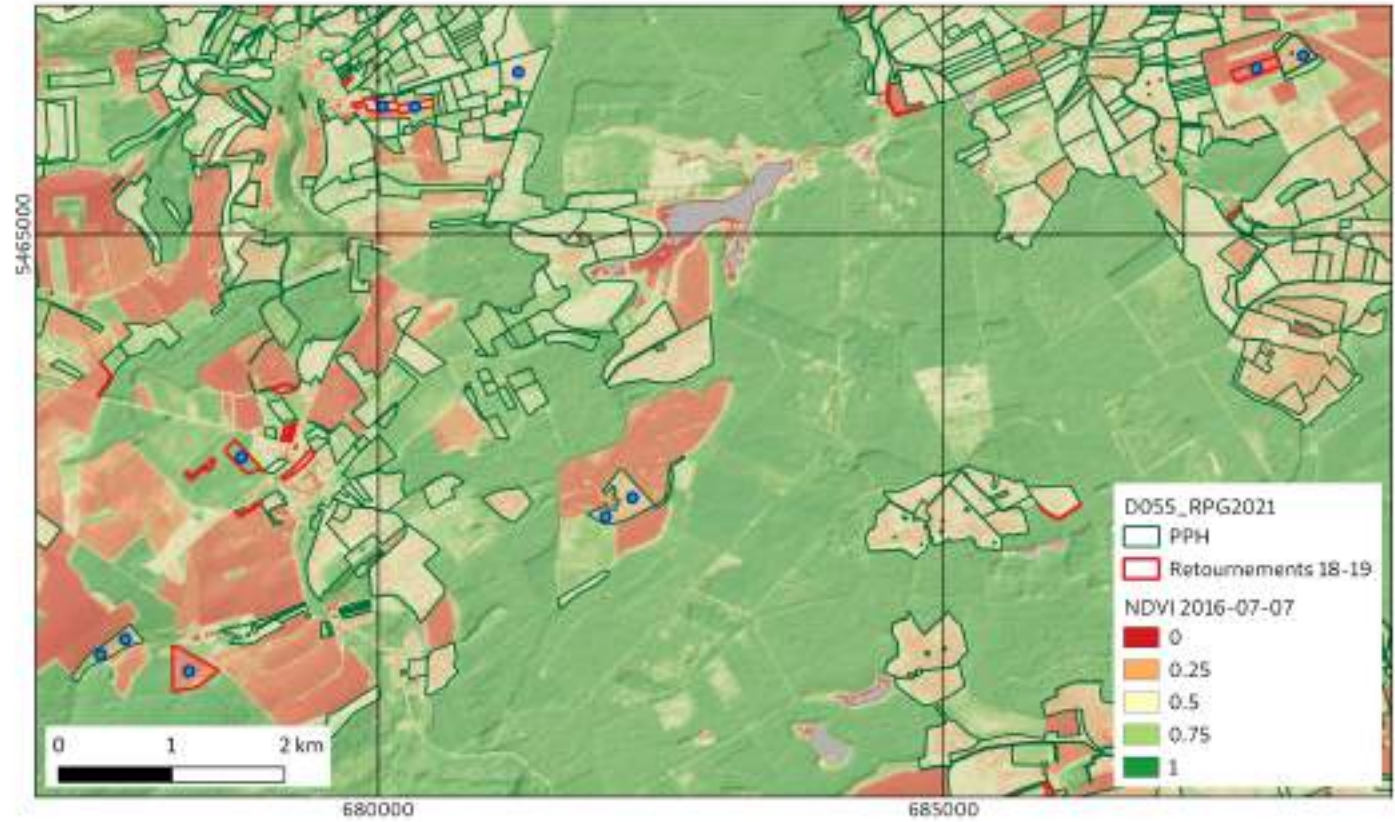 5465000
D055_RPG2021
PPH
Retournements 18-19
NDVI 2016-07-07
0
0.25
0.5
0.75
1
0 1 2 km
680000 685000